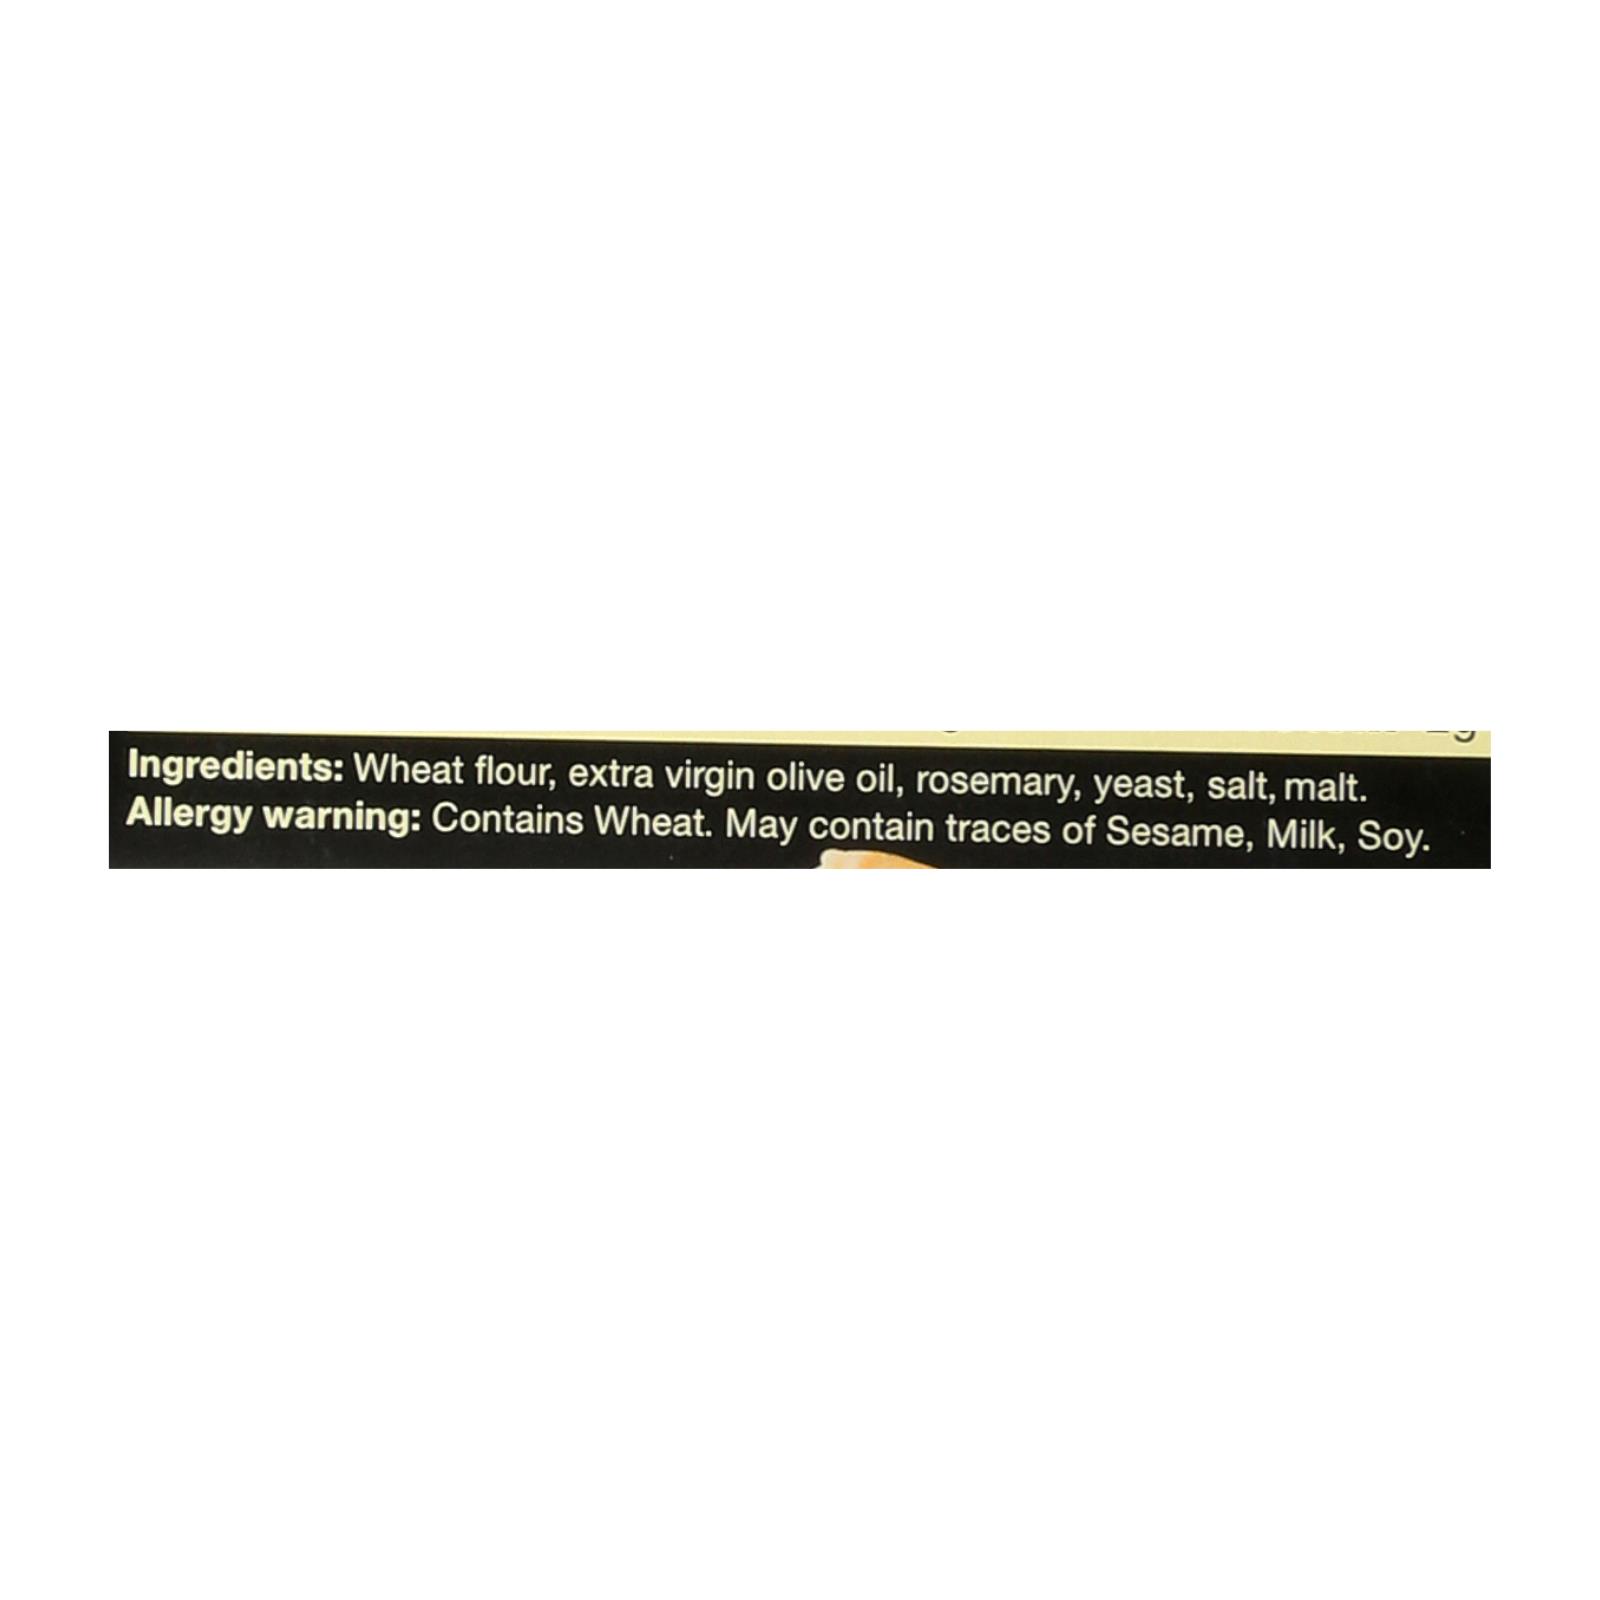 Ingredients: Wheat flour, extra virgin olive oil, rosemary, yeast, salt, malt.
Allergy warning: Contains Wheat. May contain traces of Sesame, Milk, Soy.